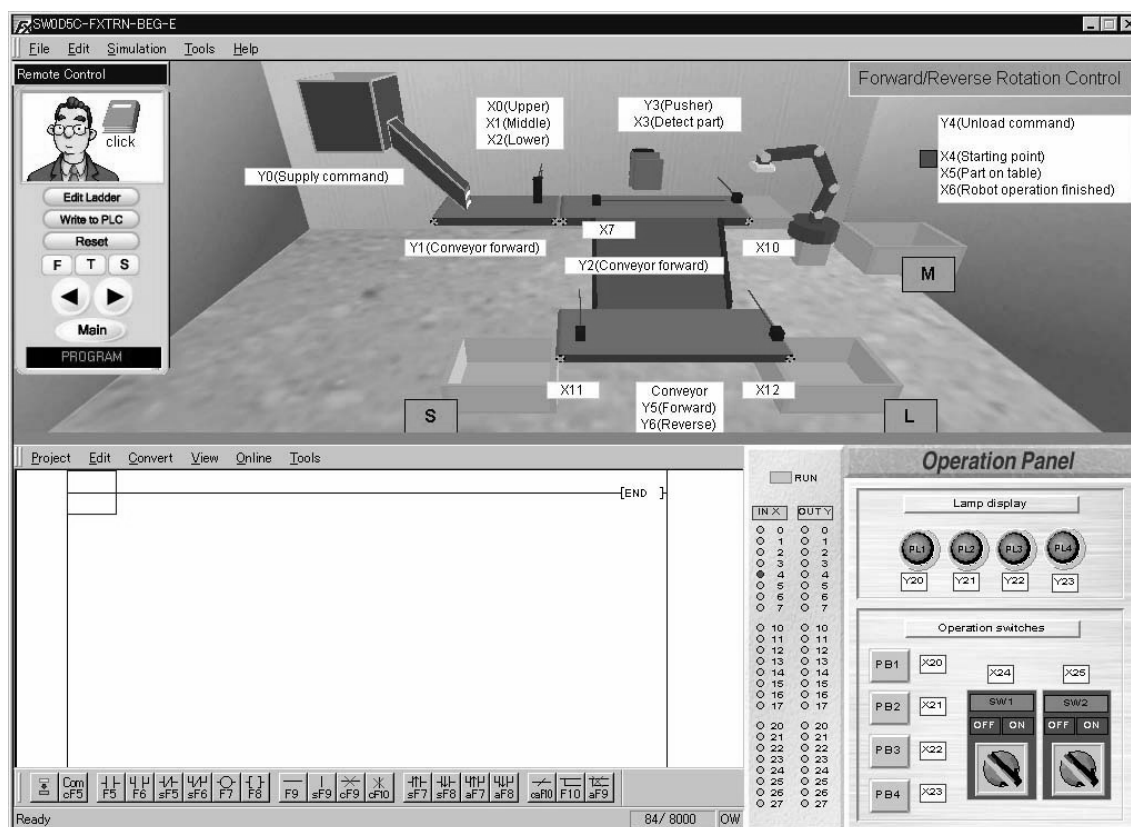 SW0D5C-FXTRN-BEG-E
File Edit Simulation Tools Help
Remote Control
click
Edit Ladder
Write to PLC
Reset
F T S
Main
PROGRAM
Forward/Reverse Rotation Control
X0(Upper)
X1(Middle)
X2(Lower)
Y3(Pusher)
X3(Detect part)
Y4(Unload command)
X4(Starting point)
X5(Part on table)
X6(Robot operation finished)
Y0(Supply command)
Y1(Conveyor forward)
X7
X10
Y2(Conveyor forward)
M
X11
X12
Conveyor
Y5(Forward)
Y6(Reverse)
S
L
Project Edit Convert View Online Tools
[END ]
RUN
IN X OUT Y
0 0
1 1
2 2
3 3
4 4
5 5
6 6
7 7
10 10
11 11
12 12
13 13
14 14
15 15
16 16
17 17
20 20
21 21
22 22
23 23
24 24
25 25
26 26
27 27
Operation Panel
Lamp display
PL1 PL2 PL3 PL4
Y20 Y21 Y22 Y23
Operation switches
PB1 X20
X24 X25
PB2 X21
SW1 SW2
OFF ON OFF ON
PB3 X22
PB4 X23
Com
cF5 F5 F6 sF5 sF6 F7 F8 F9 sF9 cF9 cF10 sF7 sF8 aF7 aF8 caF10 F10 aF9
Ready 84/ 8000 OW